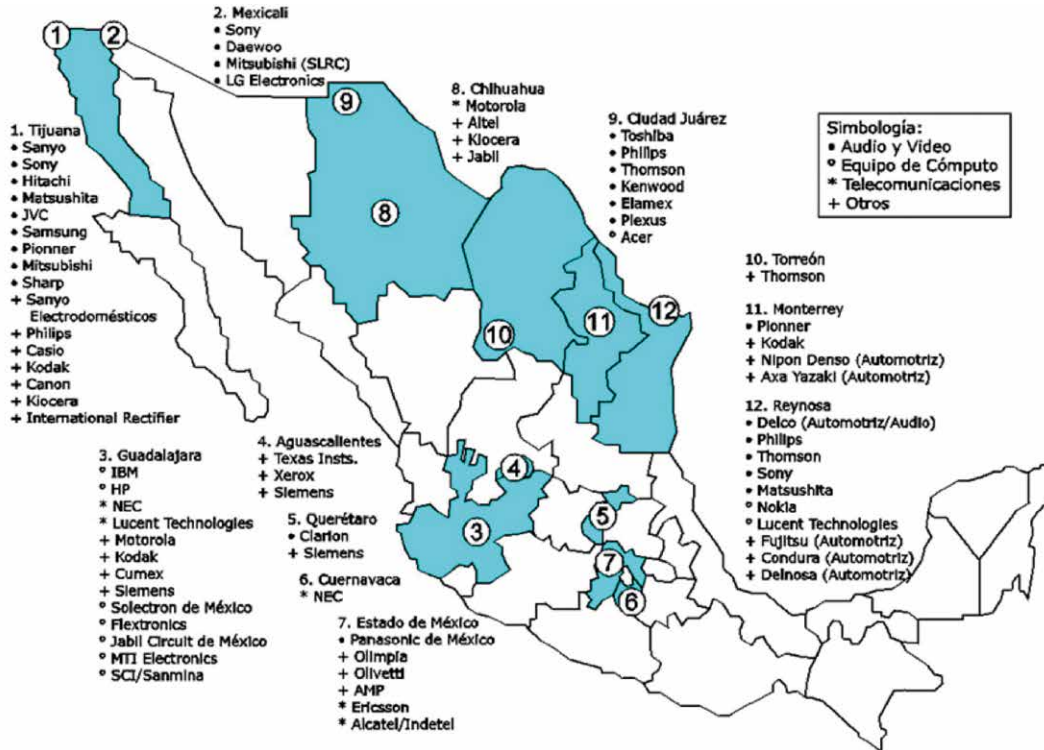 2. Mexicali
• Sony
• Daewoo
• Mitsubishi (SLRC)
• LG Electronics
8. Chihuahua
* Motorola
+ Altel
+ Kiocera
+ Jabil
9. Ciudad Juárez
• Toshiba
• Philips
• Thomson
• Kenwood
• Elamex
• Plexus
° Acer
Simbología:
• Audio y Video
° Equipo de Cómputo
* Telecomunicaciones
+ Otros
1. Tijuana
• Sanyo
• Sony
• Hitachi
• Matsushita
• JVC
• Samsung
• Pionner
• Mitsubishi
• Sharp
+ Sanyo
Electrodomésticos
+ Philips
+ Casio
+ Kodak
+ Canon
+ Kiocera
+ International Rectifier
10. Torreón
+ Thomson
11. Monterrey
• Pionner
+ Kodak
+ Nipon Denso (Automotriz)
+ Axa Yazaki (Automotriz)
12. Reynosa
• Delco (Automotriz/Audio)
• Philips
• Thomson
• Sony
• Matsushita
° Nokia
° Lucent Technologies
+ Fujitsu (Automotriz)
+ Condura (Automotriz)
+ Delnosa (Automotriz)
3. Guadalajara
° IBM
° HP
* NEC
* Lucent Technologies
+ Motorola
+ Kodak
+ Cumex
+ Siemens
° Solectron de México
° Flextronics
° Jabil Circuit de México
° MTI Electronics
° SCI/Sanmina
4. Aguascalientes
+ Texas Insts.
+ Xerox
+ Siemens
5. Querétaro
• Clarion
+ Siemens
6. Cuernavaca
* NEC
7. Estado de México
• Panasonic de México
+ Olimpia
+ Olivetti
+ AMP
* Ericsson
* Alcatel/Indetel
1
2
9
8
10
11
12
4
3
5
7
6